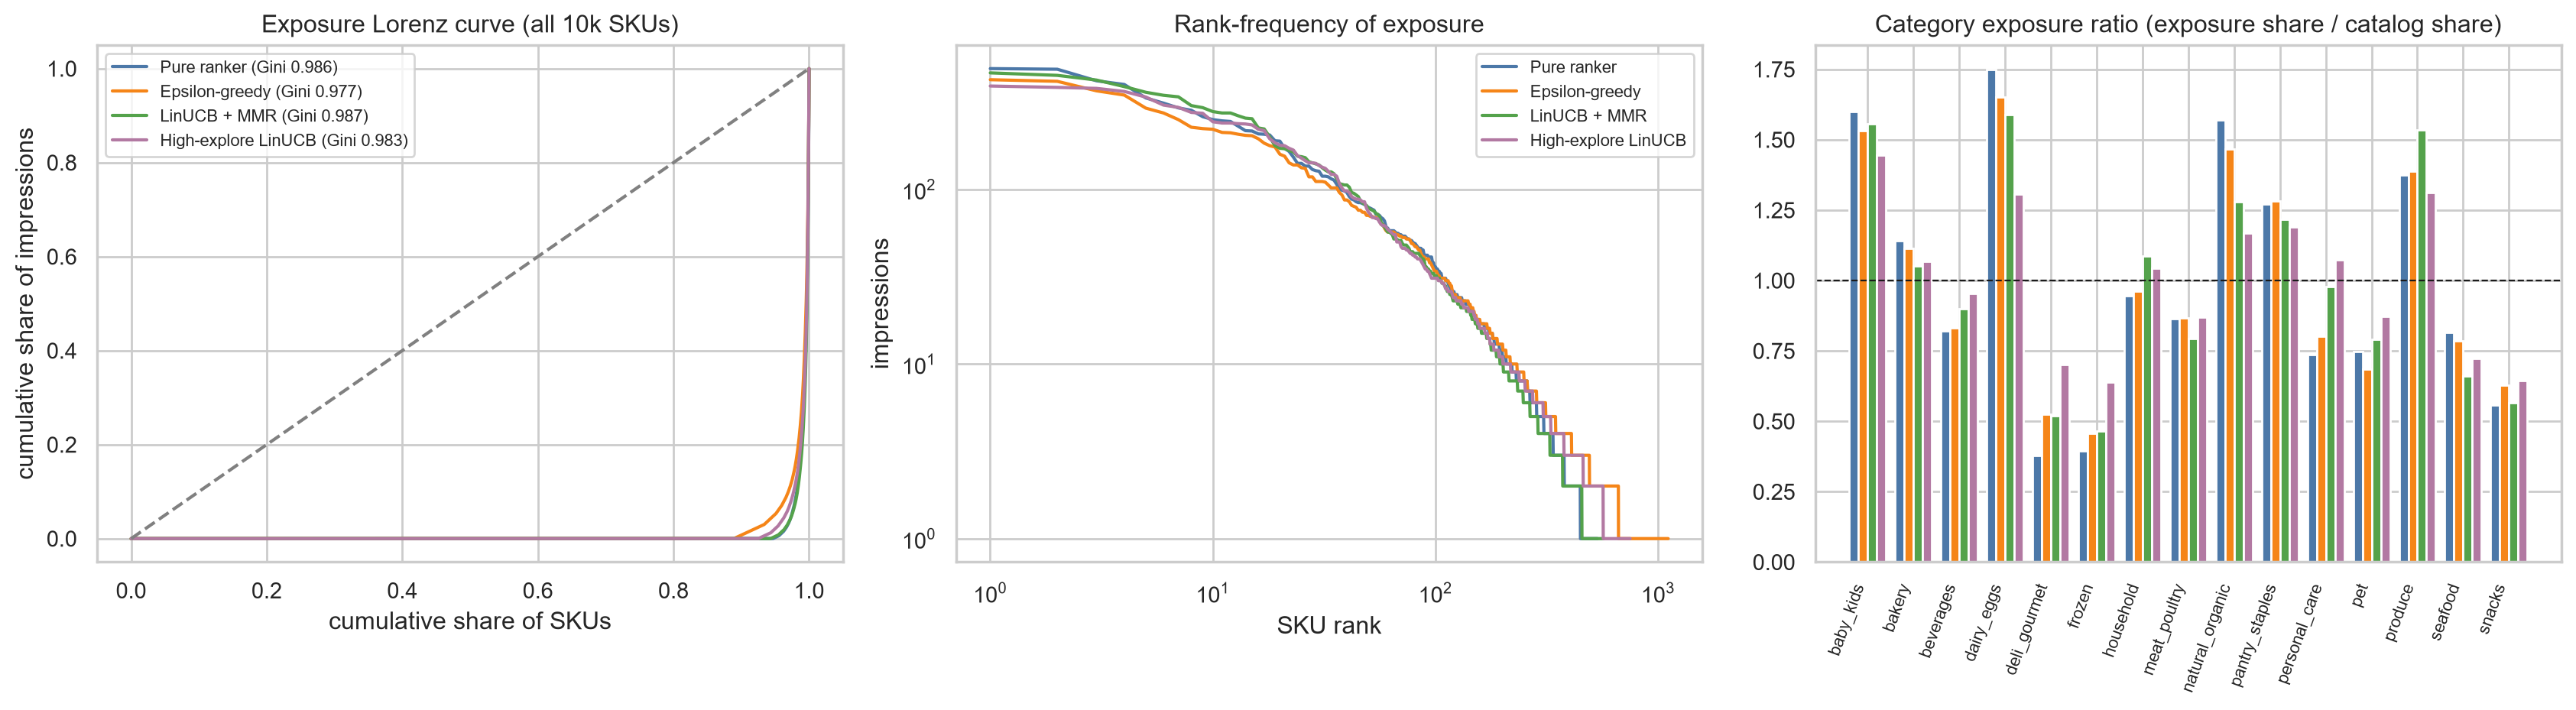 Exposure Lorenz curve (all 10k SKUs)
Pure ranker (Gini 0.986)
Epsilon-greedy (Gini 0.977)
LinUCB + MMR (Gini 0.987)
High-explore LinUCB (Gini 0.983)
cumulative share of impressions
1.0
0.8
0.6
0.4
0.2
0.0
0.0 0.2 0.4 0.6 0.8 1.0
cumulative share of SKUs
Rank-frequency of exposure
Pure ranker
Epsilon-greedy
LinUCB + MMR
High-explore LinUCB
impressions
10²
10¹
10⁰
10⁰ 10¹ 10² 10³
SKU rank
Category exposure ratio (exposure share / catalog share)
1.75
1.50
1.25
1.00
0.75
0.50
0.25
0.00
baby_kids
bakery
beverages
dairy_eggs
deli_gourmet
frozen
household
meat_poultry
natural_organic
pantry_staples
personal_care
pet
produce
seafood
snacks